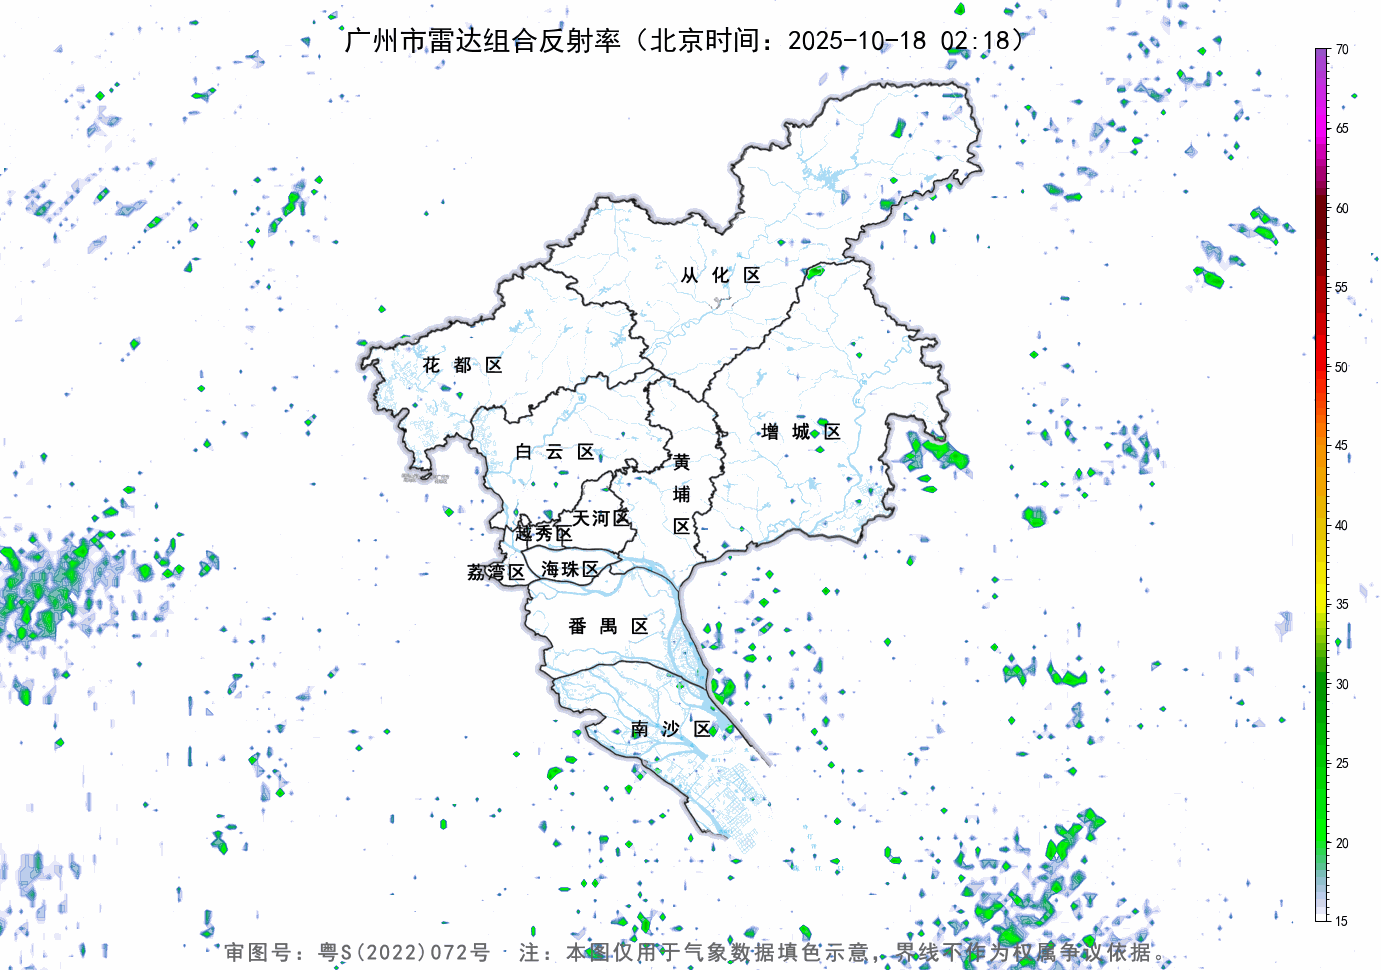 广州市雷达组合反射率（北京时间：2025-10-18 02:18）
70
65
60
55
50
45
40
35
30
25
20
15
从化区
花都区
增城区
白云区
黄埔区
天河区
越秀区
荔湾区
海珠区
番禺区
南沙区
审图号：粤S(2022)072号 注：本图仅用于气象数据填色示意，界线不作为权属争议依据。